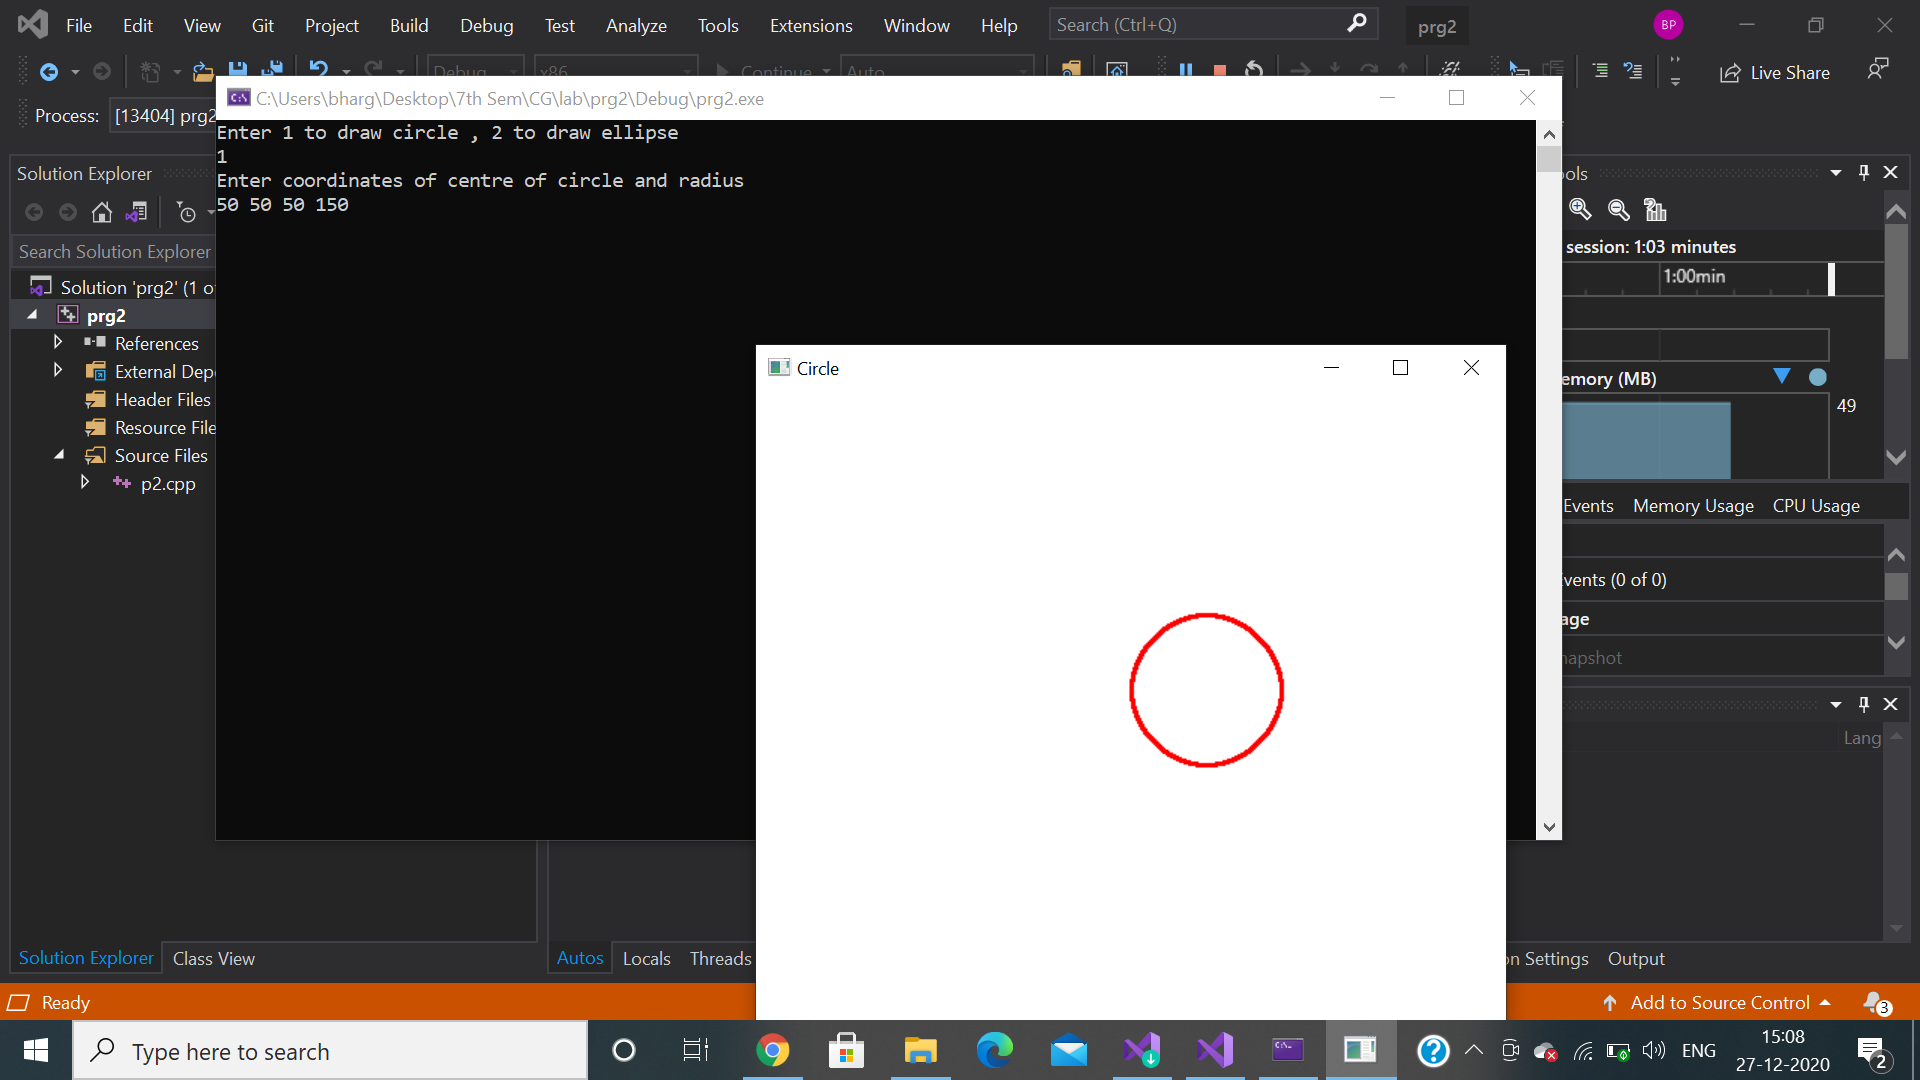 File Edit View Git Project Build Debug Test Analyze Tools Extensions Window Help Search (Ctrl+Q) prg2 BP
Debug x86 Continue Auto Live Share
Process: [13404] prg2
C:\Users\bharg\Desktop\7th Sem\CG\lab\prg2\Debug\prg2.exe
Enter 1 to draw circle , 2 to draw ellipse
1
Enter coordinates of centre of circle and radius
50 50 50 150
Solution Explorer
Search Solution Explorer
Solution 'prg2' (1 o
prg2
References
External Dep
Header Files
Resource File
Source Files
p2.cpp
Circle
ools
session: 1:03 minutes
1:00min
emory (MB)
49
Events Memory Usage CPU Usage
vents (0 of 0)
age
napshot
Lang
Solution Explorer Class View
Autos Locals Threads
on Settings Output
Ready
Add to Source Control 3
Type here to search
ENG
15:08
27-12-2020
2